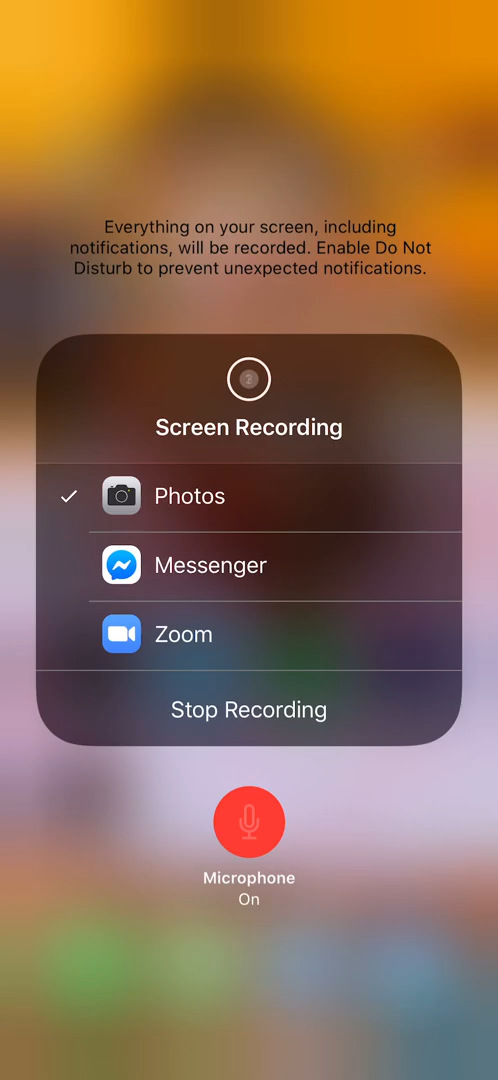 Everything on your screen, including
notifications, will be recorded. Enable Do Not
Disturb to prevent unexpected notifications.
Screen Recording
Photos
Messenger
Zoom
Stop Recording
Microphone
On